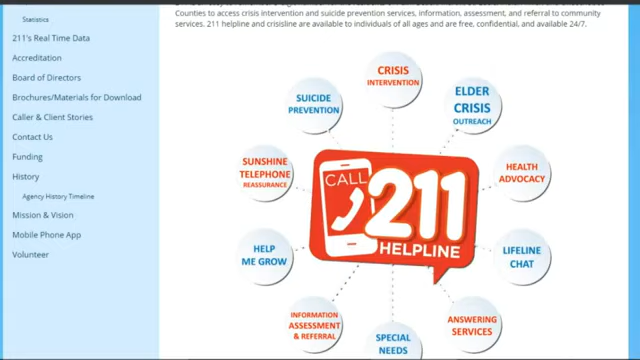 Statistics
211's Real Time Data
Accreditation
Board of Directors
Brochures/Materials for Download
Caller & Client Stories
Contact Us
Funding
History
Agency History Timeline
Mission & Vision
Mobile Phone App
Volunteer
Counties to access crisis intervention and suicide prevention services, information, assessment, and referral to community
services. 211 helpline and crisisline are available to individuals of all ages and are free, confidential, and available 24/7.
CRISIS
INTERVENTION
SUICIDE
PREVENTION
ELDER
CRISIS
OUTREACH
SUNSHINE
TELEPHONE
REASSURANCE
CALL
211
HELPLINE
HEALTH
ADVOCACY
HELP
ME GROW
LIFELINE
CHAT
INFORMATION
ASSESSMENT
& REFERRAL
ANSWERING
SERVICES
SPECIAL
NEEDS